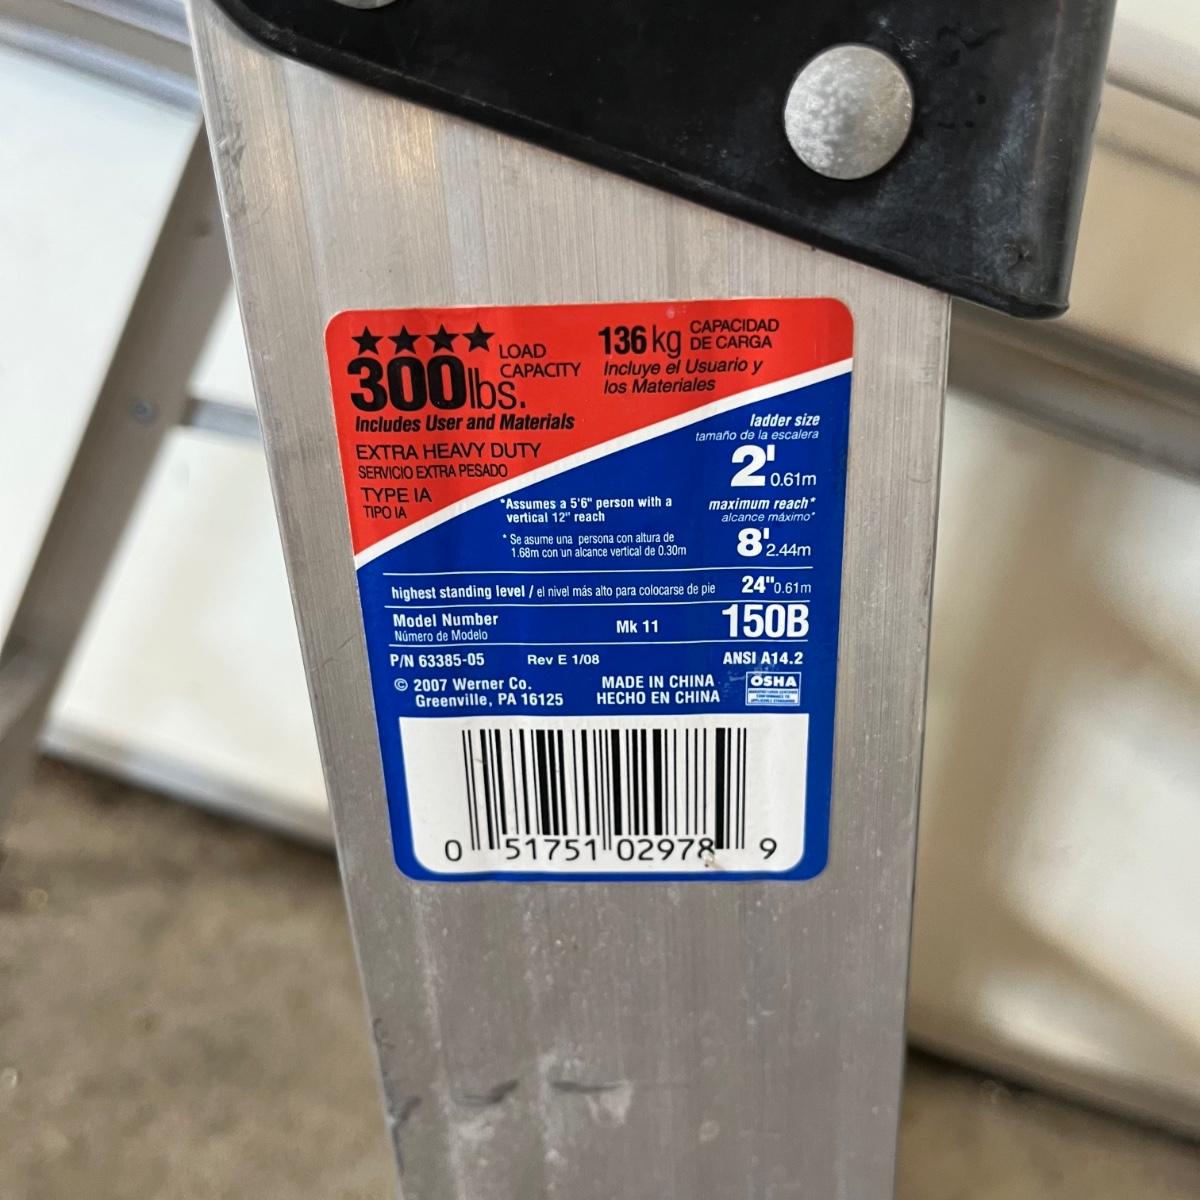 ★★★★
300lbs. LOAD CAPACITY
Includes User and Materials
136 kg CAPACIDAD DE CARGA
Incluye el Usuario y
los Materiales
EXTRA HEAVY DUTY
SERVICIO EXTRA PESADO
TYPE IA
TIPO IA
ladder size
tamaño de la escalera
2' 0.61m
*Assumes a 5'6" person with a
vertical 12" reach
* Se asume una persona con altura de
1.68m con un alcance vertical de 0.30m
maximum reach*
alcance máximo*
8' 2.44m
highest standing level / el nivel más alto para colocarse de pie 24" 0.61m
Model Number
Número de Modelo
Mk 11 150B
P/N 63385-05 Rev E 1/08 ANSI A14.2
© 2007 Werner Co.
Greenville, PA 16125
MADE IN CHINA
HECHO EN CHINA
OSHA
MANUFACTURER CERTIFIES
CONFORMANCE TO
APPLICABLE STANDARDS
0 51751 02978 9